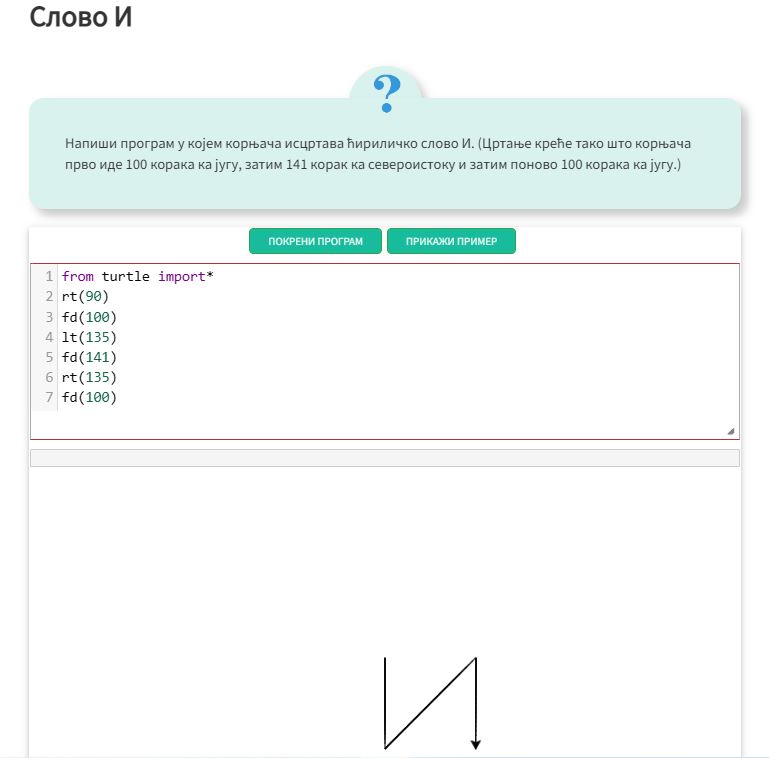 Слово И
?
Напиши програм у којем корњача исцртава ћириличко слово И. (Цртање креће тако што корњача
прво иде 100 корака ка југу, затим 141 корак ка североистоку и затим поново 100 корака ка југу.)
ПОКРЕНИ ПРОГРАМ ПРИКАЖИ ПРИМЕР
1 from turtle import*
2 rt(90)
3 fd(100)
4 lt(135)
5 fd(141)
6 rt(135)
7 fd(100)